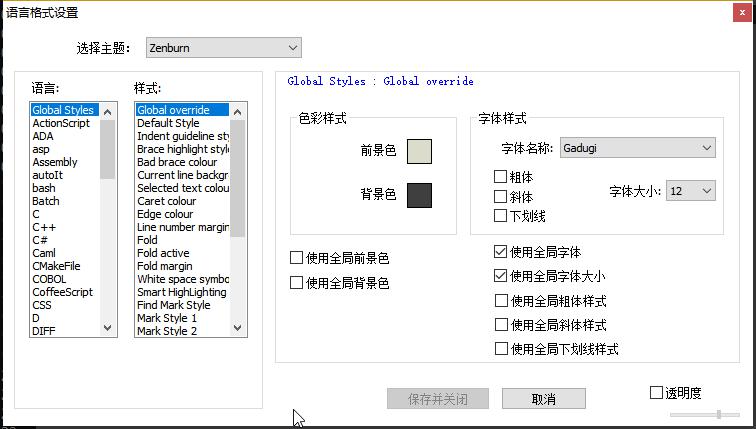 语言格式设置
选择主题:
Zenburn
语言:
样式:
Global Styles
ActionScript
ADA
asp
Assembly
autoIt
bash
Batch
C
C++
C#
Caml
CMakeFile
COBOL
CoffeeScript
CSS
D
DIFF
Global override
Default Style
Indent guideline sty
Brace highlight style
Bad brace colour
Current line backgr
Selected text colou
Caret colour
Edge colour
Line number margin
Fold
Fold active
Fold margin
White space symbo
Smart HighLighting
Find Mark Style
Mark Style 1
Mark Style 2
Global Styles : Global override
色彩样式
前景色
背景色
字体样式
字体名称:
Gadugi
粗体
斜体
下划线
字体大小:
12
使用全局前景色
使用全局背景色
使用全局字体
使用全局字体大小
使用全局粗体样式
使用全局斜体样式
使用全局下划线样式
保存并关闭
取消
透明度